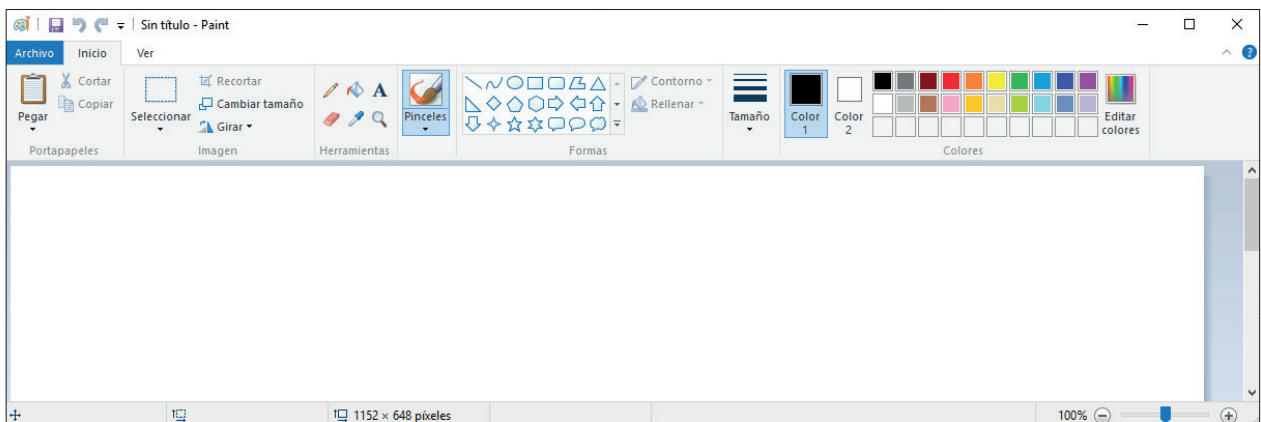 Sin título - Paint
Archivo Inicio Ver
Pegar
Cortar
Copiar
Portapapeles
Seleccionar
Recortar
Cambiar tamaño
Girar
Imagen
A
Herramientas
Pinceles
Contorno
Rellenar
Formas
Tamaño
Color
1
Color
2
Editar
colores
Colores
1152 × 648 píxeles
100%